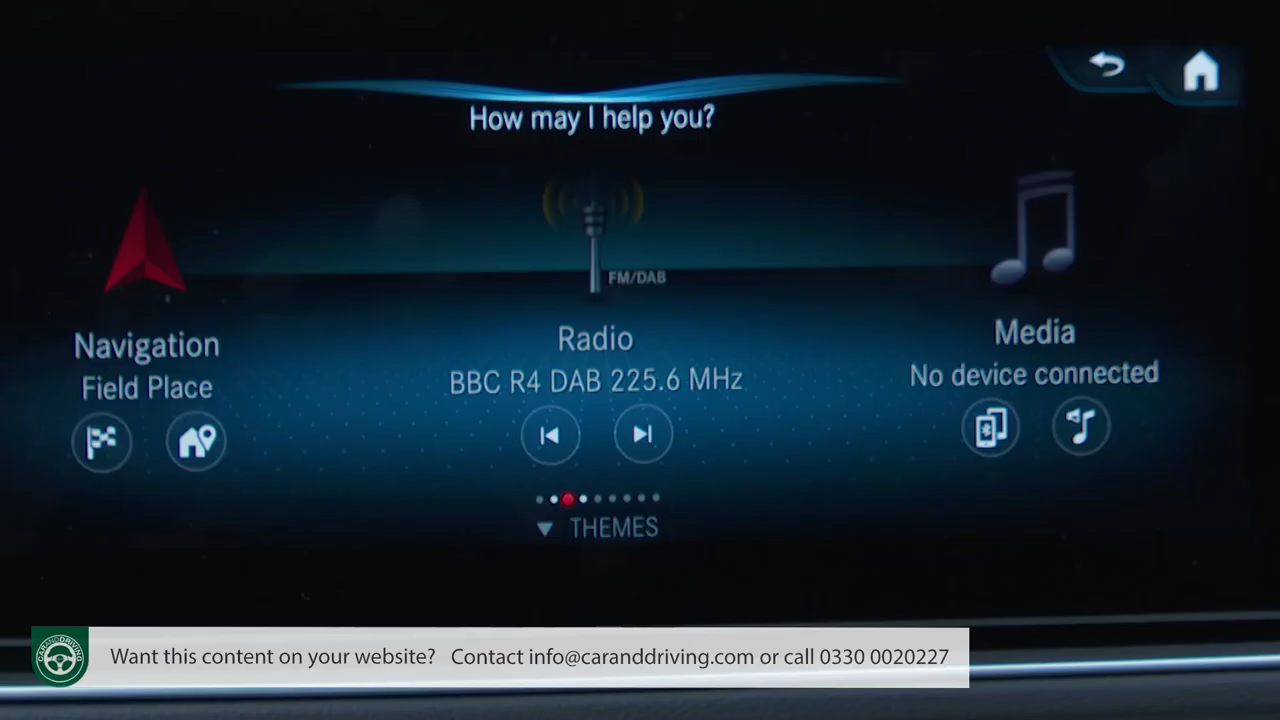 How may I help you?
FM/DAB
Navigation
Field Place
Radio
BBC R4 DAB 225.6 MHz
Media
No device connected
THEMES
CARANDDRIVING
Want this content on your website? Contact info@caranddriving.com or call 0330 0020227